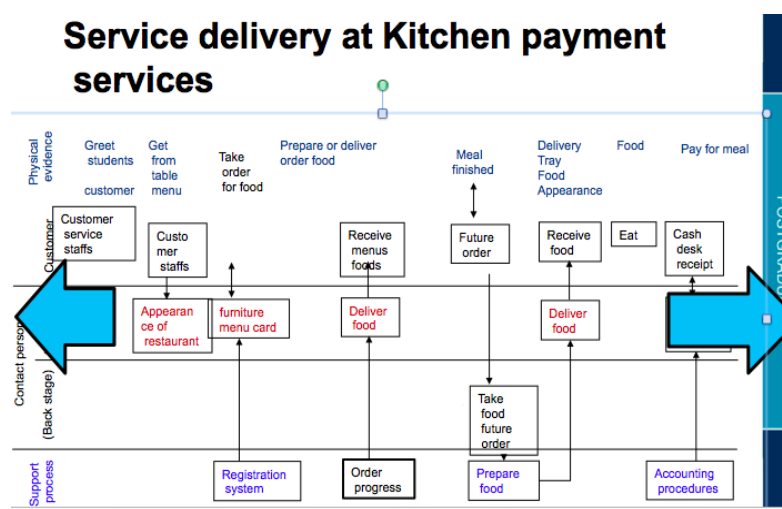 Service delivery at Kitchen payment
services
Physical
evidence
Greet
students
customer
Get
from
table
menu
Take
order
for food
Prepare or deliver
order food
Meal
finished
Delivery
Tray
Food
Appearance
Food
Pay for meal
Customer
Customer
service
staffs
Custo
mer
staffs
Receive
menus
foods
Future
order
Receive
food
Eat
Cash
desk
receipt
Contact person
Appearan
ce of
restaurant
furniture
menu card
Deliver
food
Deliver
food
(Back stage)
Take
food
future
order
Support
process
Registration
system
Order
progress
Prepare
food
Accounting
procedures